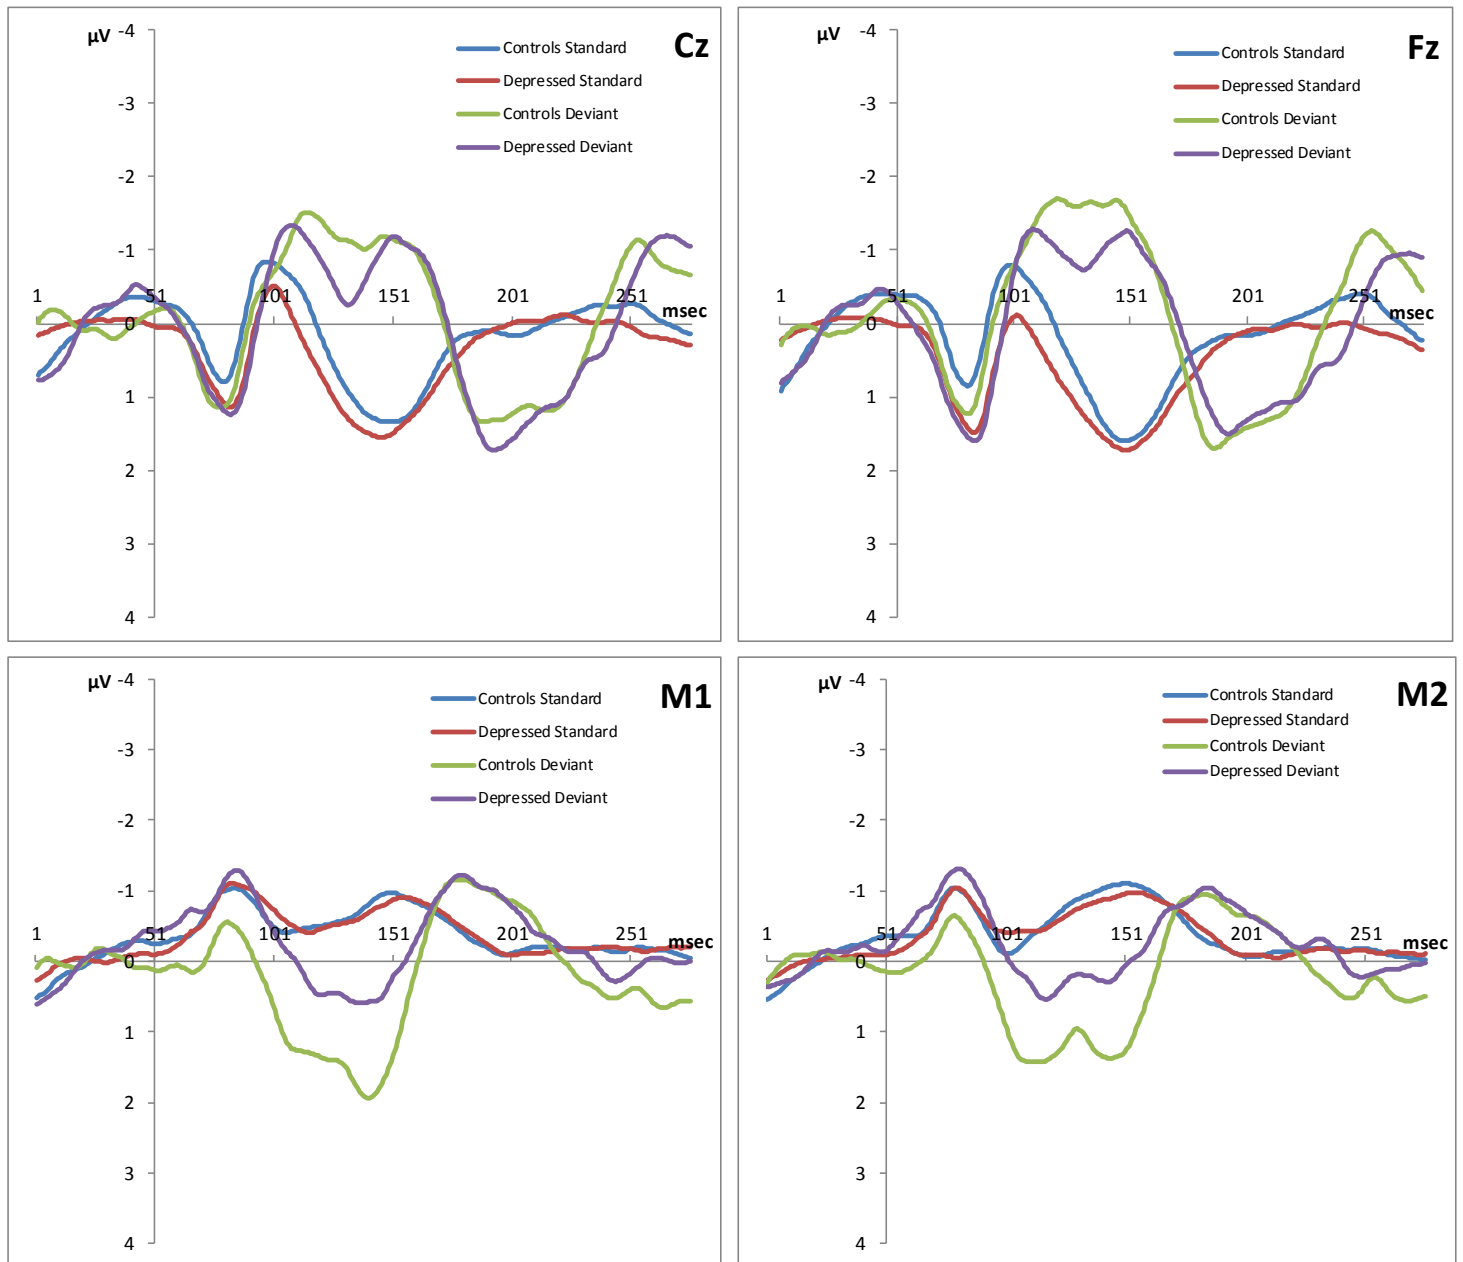 Cz
µV
-4
-3
-2
-1
0
1
2
3
4
1
51
101
151
201
251
msec
Controls Standard
Depressed Standard
Controls Deviant
Depressed Deviant
Fz
µV
-4
-3
-2
-1
0
1
2
3
4
1
51
101
151
201
251
msec
Controls Standard
Depressed Standard
Controls Deviant
Depressed Deviant
M1
µV
-4
-3
-2
-1
0
1
2
3
4
1
51
101
151
201
251
msec
Controls Standard
Depressed Standard
Controls Deviant
Depressed Deviant
M2
µV
-4
-3
-2
-1
0
1
2
3
4
1
51
101
151
201
251
msec
Controls Standard
Depressed Standard
Controls Deviant
Depressed Deviant